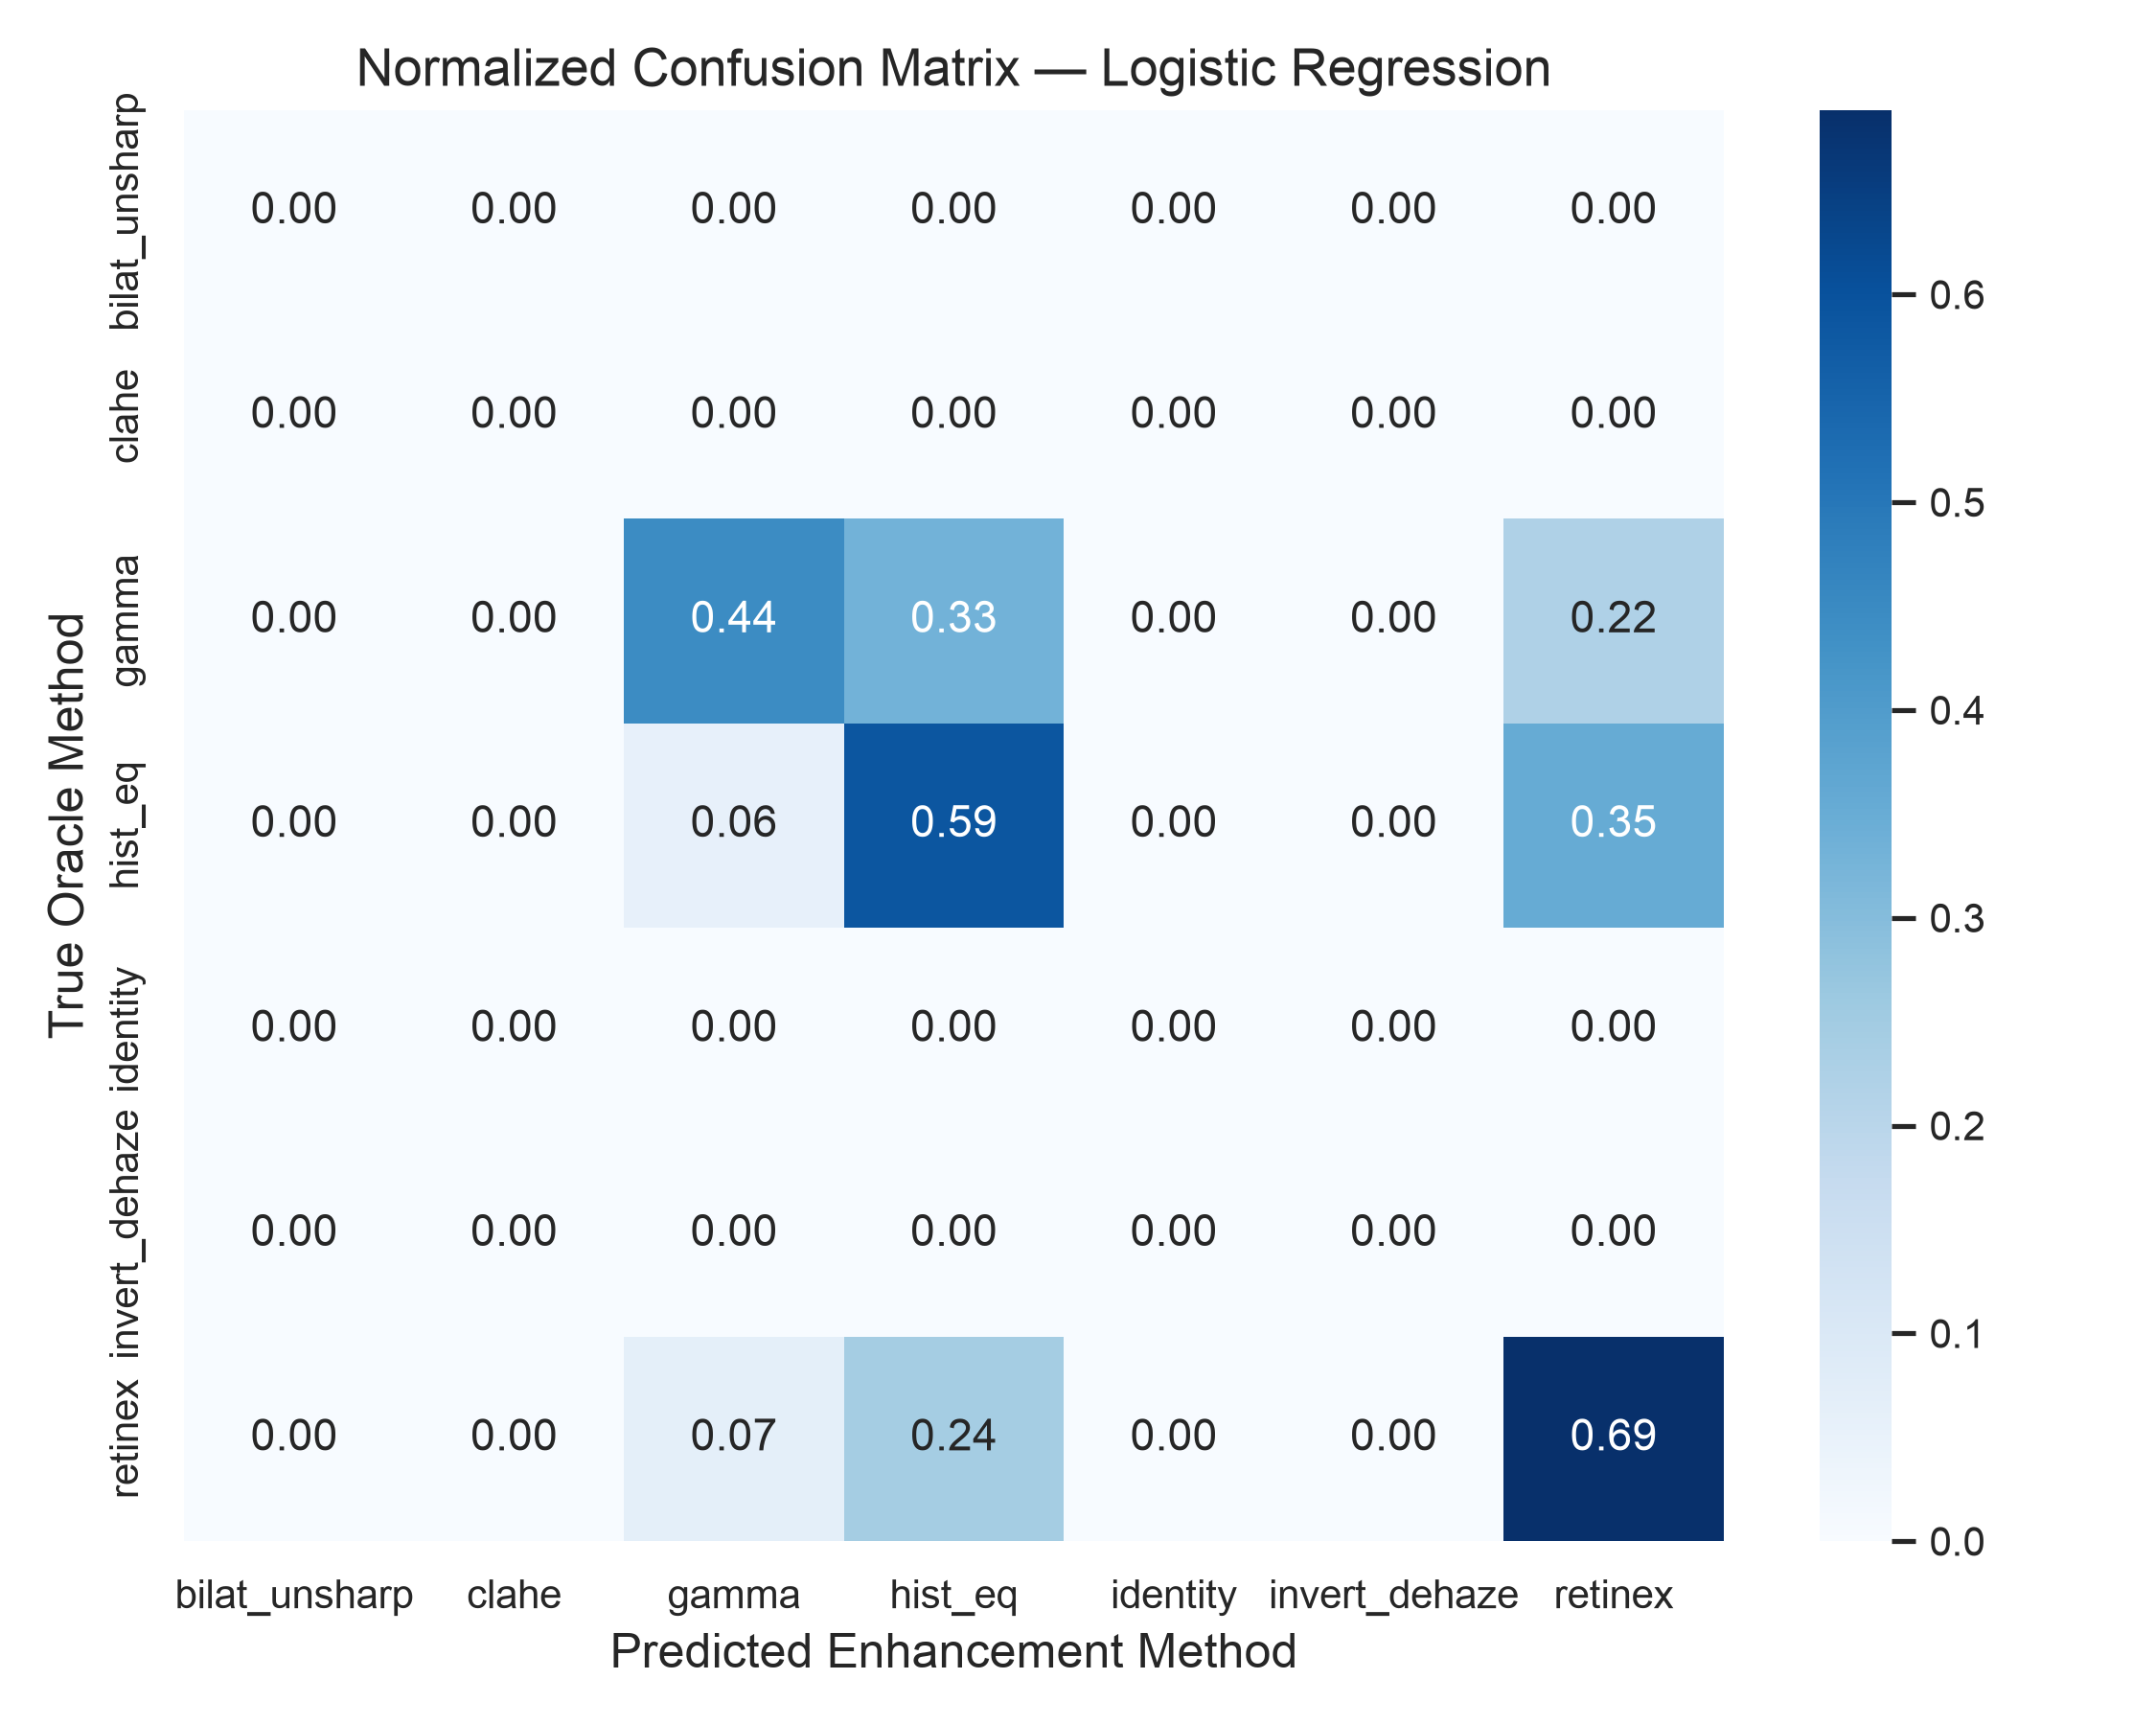 Normalized Confusion Matrix — Logistic Regression
True Oracle Method
bilat_unsharp 0.00 0.00 0.00 0.00 0.00 0.00 0.00
clahe 0.00 0.00 0.00 0.00 0.00 0.00 0.00
gamma 0.00 0.00 0.44 0.33 0.00 0.00 0.22
hist_eq 0.00 0.00 0.06 0.59 0.00 0.00 0.35
identity 0.00 0.00 0.00 0.00 0.00 0.00 0.00
invert_dehaze 0.00 0.00 0.00 0.00 0.00 0.00 0.00
retinex 0.00 0.00 0.07 0.24 0.00 0.00 0.69
bilat_unsharp clahe gamma hist_eq identity invert_dehaze retinex
Predicted Enhancement Method
0.6
0.5
0.4
0.3
0.2
0.1
0.0